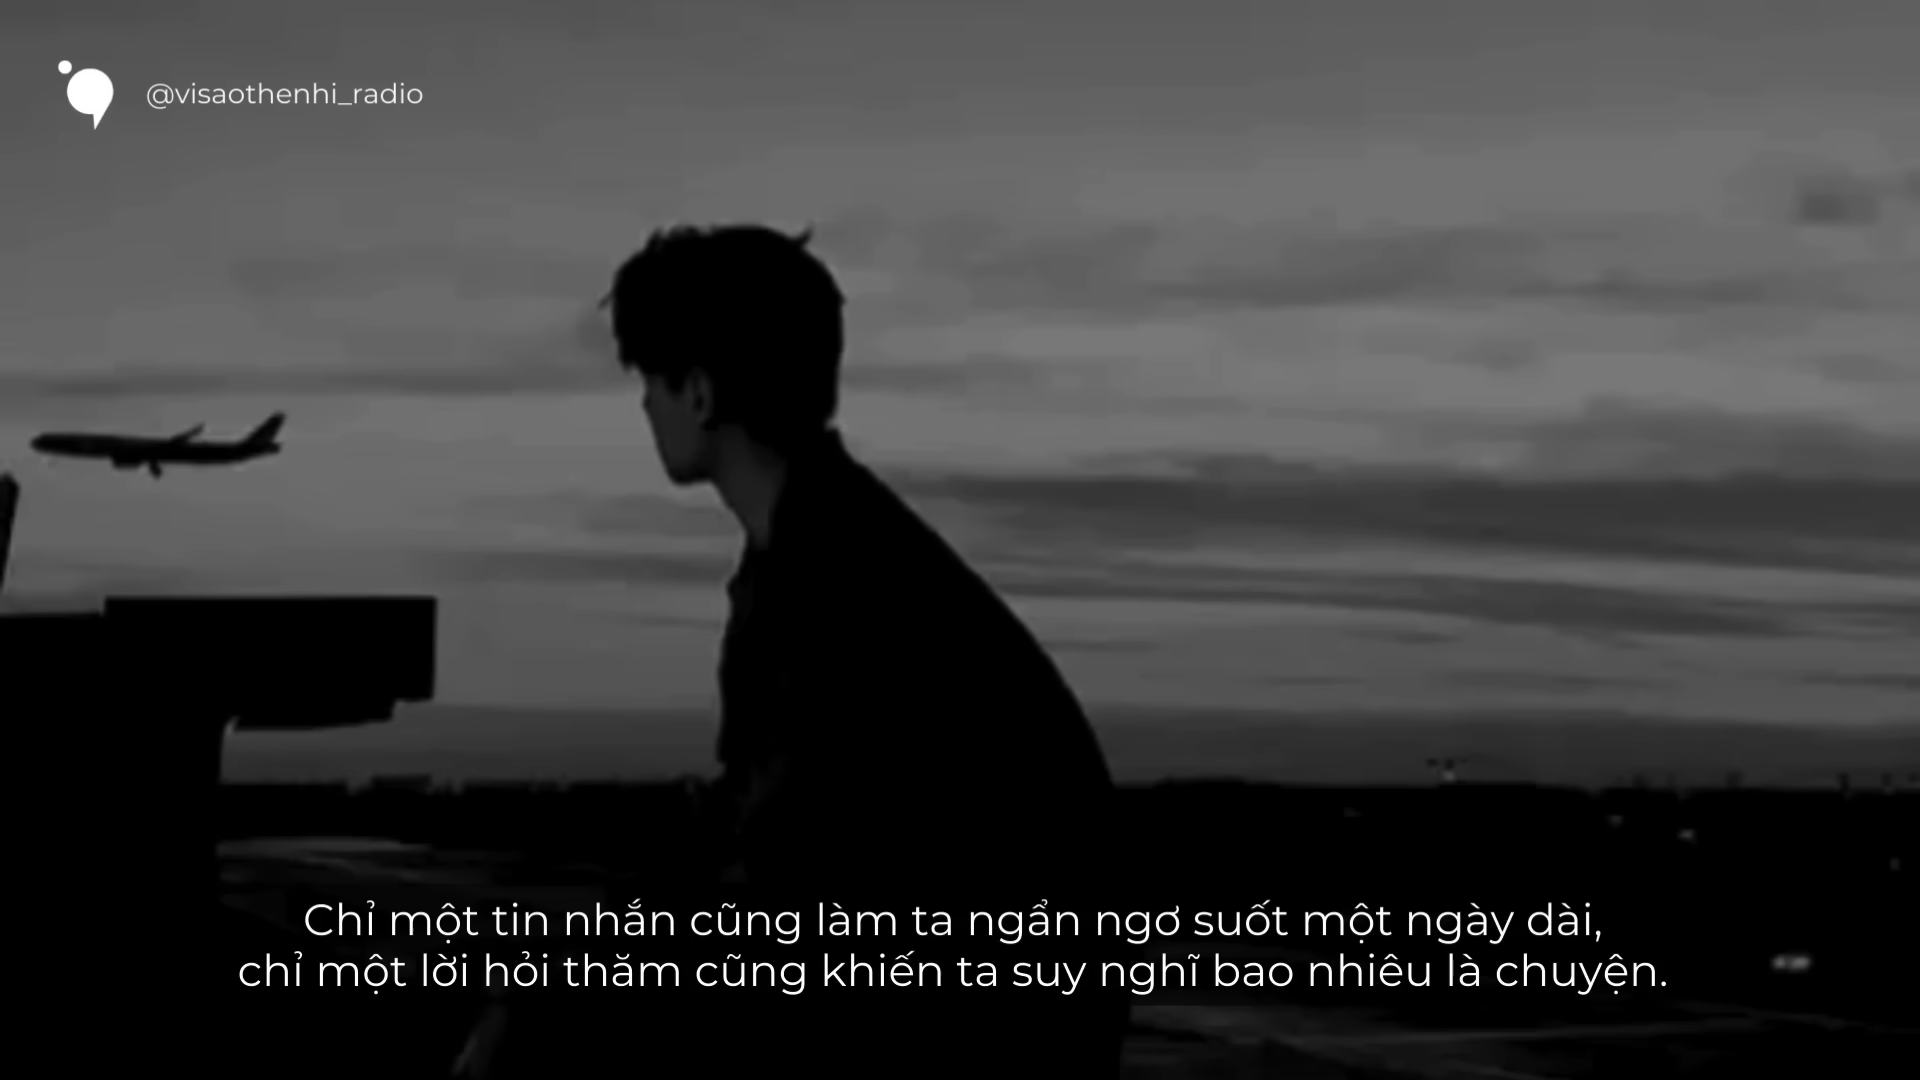 @visaothenhi_radio
Chỉ một tin nhắn cũng làm ta ngẩn ngơ suốt một ngày dài,
chỉ một lời hỏi thăm cũng khiến ta suy nghĩ bao nhiêu là chuyện.